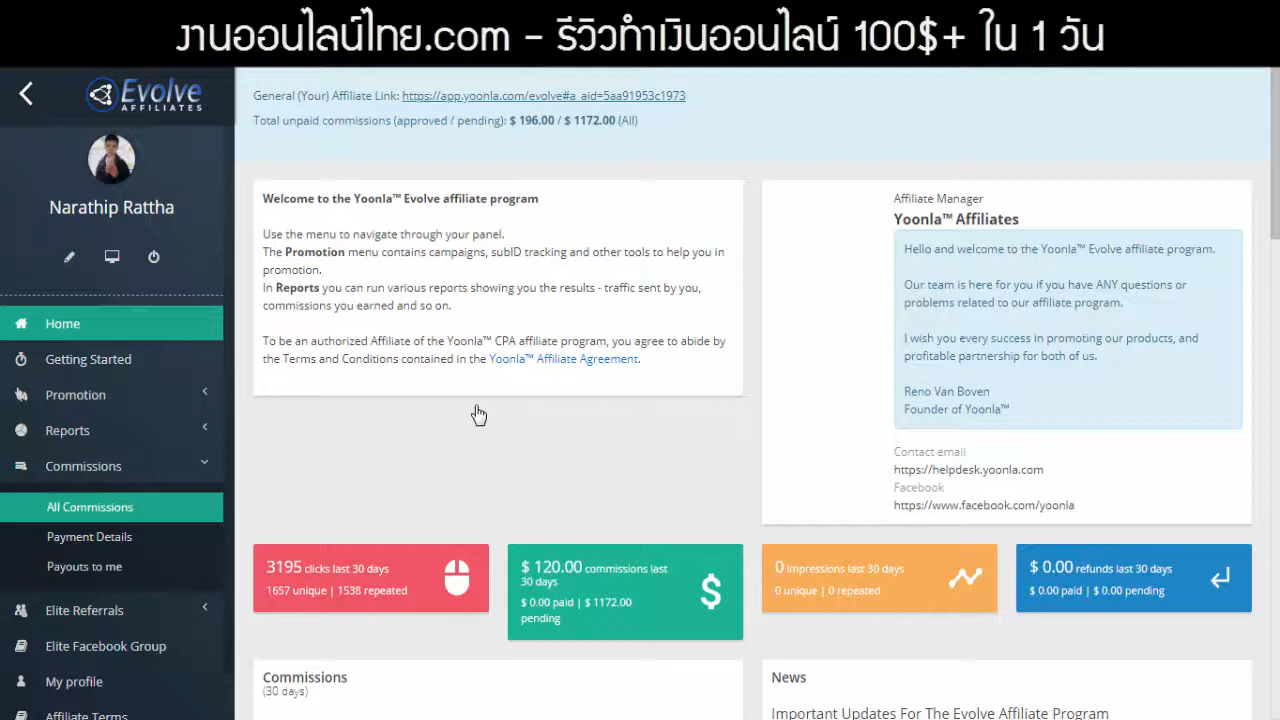 งานออนไลน์ไทย.com - รีวิวทำเงินออนไลน์ 100$+ ใน 1 วัน
Evolve
AFFILIATES
Narathip Rattha
Home
Getting Started
Promotion
Reports
Commissions
All Commissions
Payment Details
Payouts to me
Elite Referrals
Elite Facebook Group
My profile
Affiliate Terms
General (Your) Affiliate Link: https://app.yoonla.com/evolve#a_aid=5aa91953c1973
Total unpaid commissions (approved / pending): $ 196.00 / $ 1172.00 (All)
Welcome to the Yoonla™ Evolve affiliate program
Use the menu to navigate through your panel.
The Promotion menu contains campaigns, subID tracking and other tools to help you in
promotion.
In Reports you can run various reports showing you the results - traffic sent by you,
commissions you earned and so on.
To be an authorized Affiliate of the Yoonla™ CPA affiliate program, you agree to abide by
the Terms and Conditions contained in the Yoonla™ Affiliate Agreement.
Affiliate Manager
Yoonla™ Affiliates
Hello and welcome to the Yoonla™ Evolve affiliate program.
Our team is here for you if you have ANY questions or
problems related to our affiliate program.
I wish you every success in promoting our products, and
profitable partnership for both of us.
Reno Van Boven
Founder of Yoonla™
Contact email
https://helpdesk.yoonla.com
Facebook
https://www.facebook.com/yoonla
3195 clicks last 30 days
1657 unique | 1538 repeated
$ 120.00 commissions last
30 days
$ 0.00 paid | $ 1172.00
pending
0 impressions last 30 days
0 unique | 0 repeated
$ 0.00 refunds last 30 days
$ 0.00 paid | $ 0.00 pending
Commissions
(30 days)
News
Important Updates For The Evolve Affiliate Program